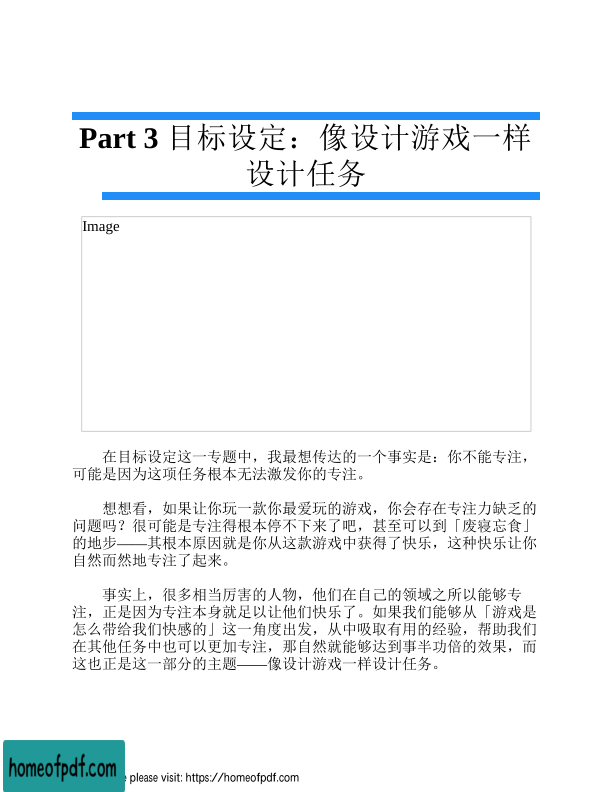 Part 3 目标设定：像设计游戏一样
设计任务
Image
在目标设定这一专题中，我最想传达的一个事实是：你不能专注，
可能是因为这项任务根本无法激发你的专注。
想想看，如果让你玩一款你最爱玩的游戏，你会存在专注力缺乏的
问题吗？很可能是专注得根本停不下来了吧，甚至可以到「废寝忘食」
的地步——其根本原因就是你从这款游戏中获得了快乐，这种快乐让你
自然而然地专注了起来。
事实上，很多相当厉害的人物，他们在自己的领域之所以能够专
注，正是因为专注本身就足以让他们快乐了。如果我们能够从「游戏是
怎么带给我们快感的」这一角度出发，从中吸取有用的经验，帮助我们
在其他任务中也可以更加专注，那自然就能够达到事半功倍的效果，而
这也正是这一部分的主题——像设计游戏一样设计任务。
homeofpdf.com
e please visit: https://homeofpdf.com